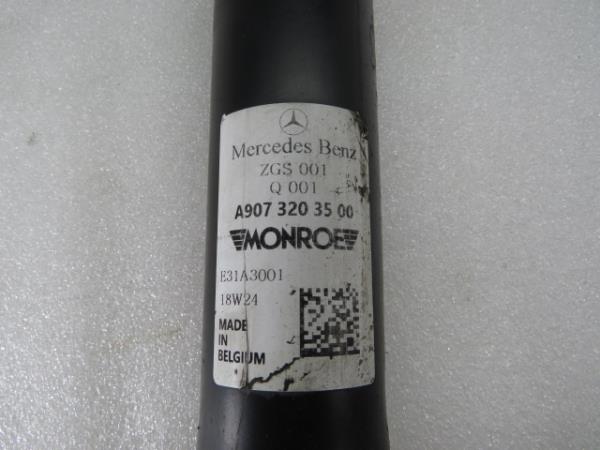 Mercedes Benz
ZGS 001
Q 001
A907 320 35 00
MONROE
E31A3001
18W24
MADE
IN
BELGIUM